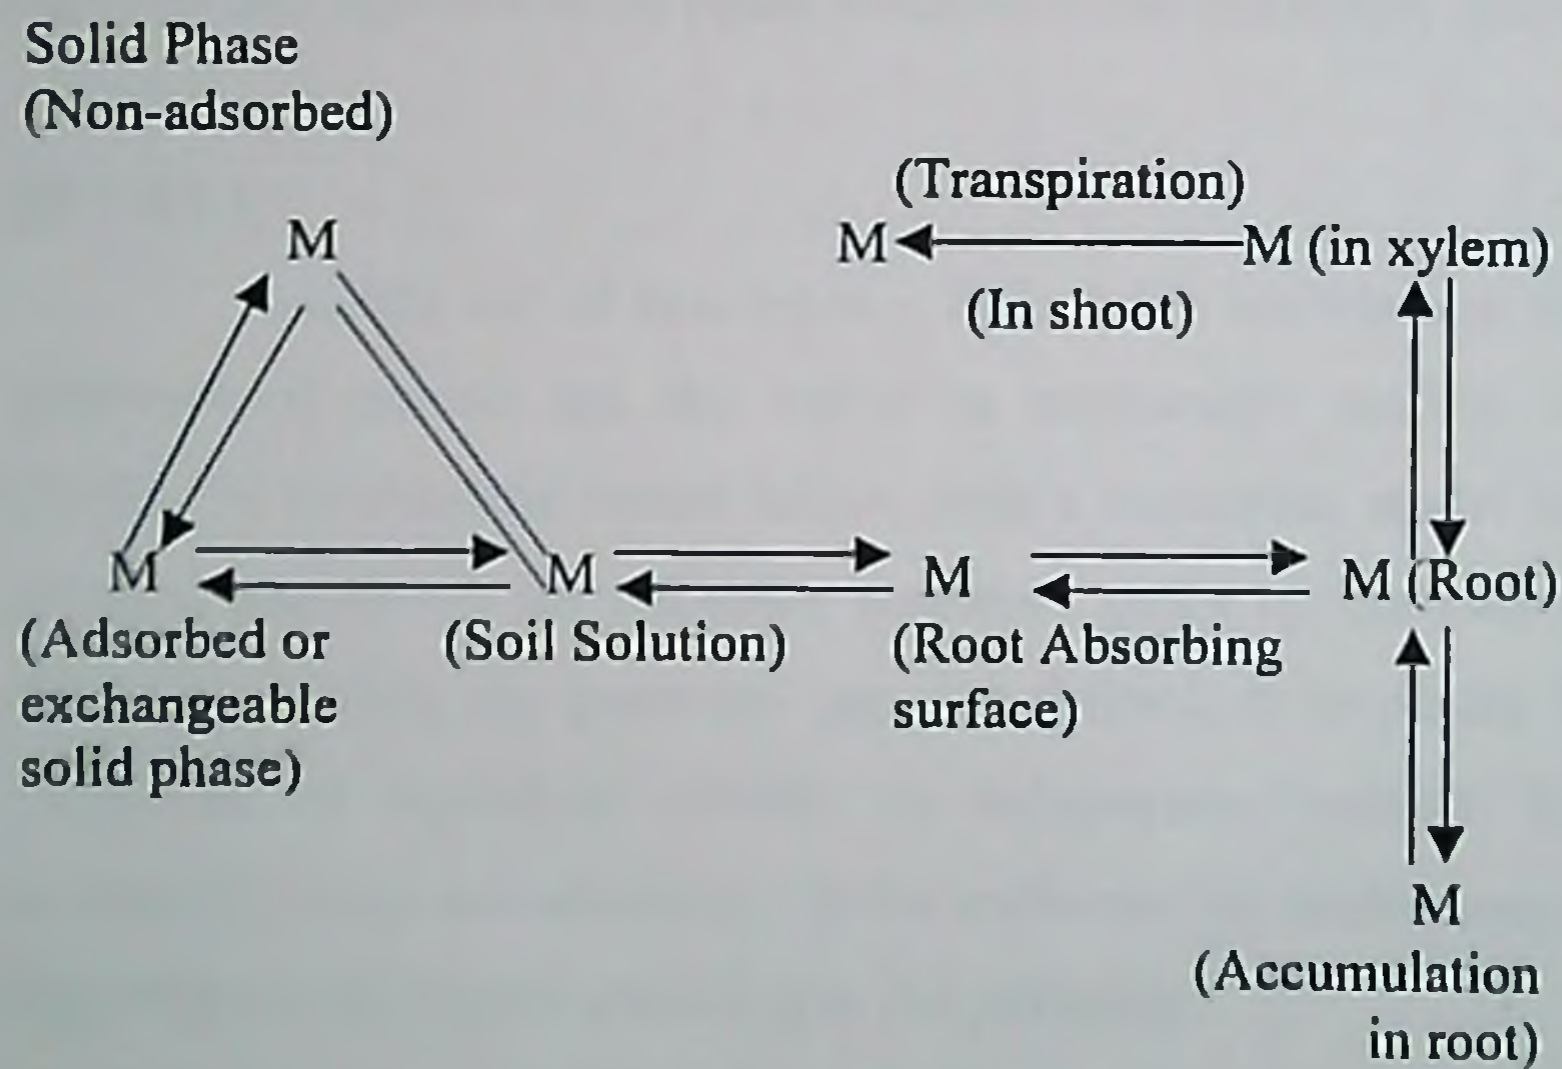 Solid Phase
(Non-adsorbed)
(Transpiration)
M
M
M (in xylem)
(In shoot)
M
M
M
M (Root)
(Adsorbed or
exchangeable
solid phase)
(Soil Solution)
(Root Absorbing
surface)
M
(Accumulation
in root)